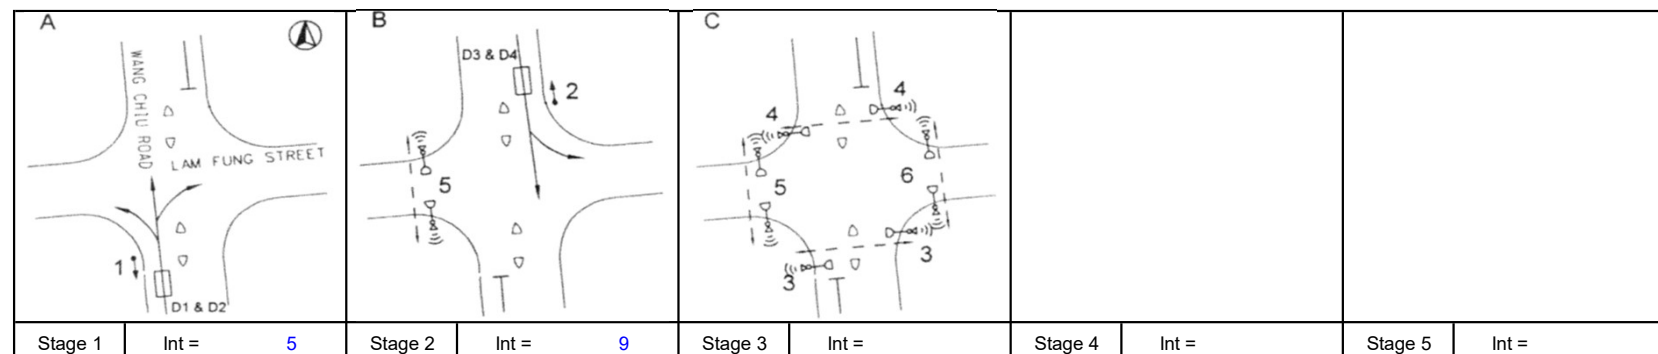 A
WANG CHIU ROAD
LAM FUNG STREET
1
D1 & D2
B
D3 & D4
2
5
C
4
4
5
6
3
3
Stage 1 Int = 5 Stage 2 Int = 9 Stage 3 Int = Stage 4 Int = Stage 5 Int =